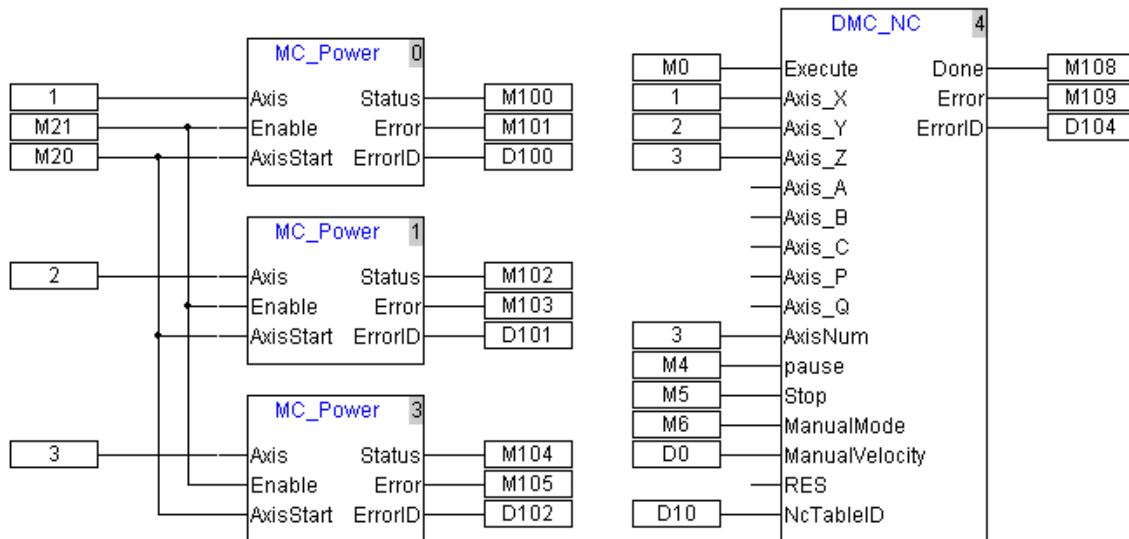 MC_Power 0
1 Axis Status M100
M21 Enable Error M101
M20 AxisStart ErrorID D100
MC_Power 1
2 Axis Status M102
Enable Error M103
AxisStart ErrorID D101
MC_Power 3
3 Axis Status M104
Enable Error M105
AxisStart ErrorID D102
DMC_NC 4
M0 Execute Done M108
1 Axis_X Error M109
2 Axis_Y ErrorID D104
3 Axis_Z
Axis_A
Axis_B
Axis_C
Axis_P
Axis_Q
3 AxisNum
M4 pause
M5 Stop
M6 ManualMode
D0 ManualVelocity
RES
D10 NcTableID